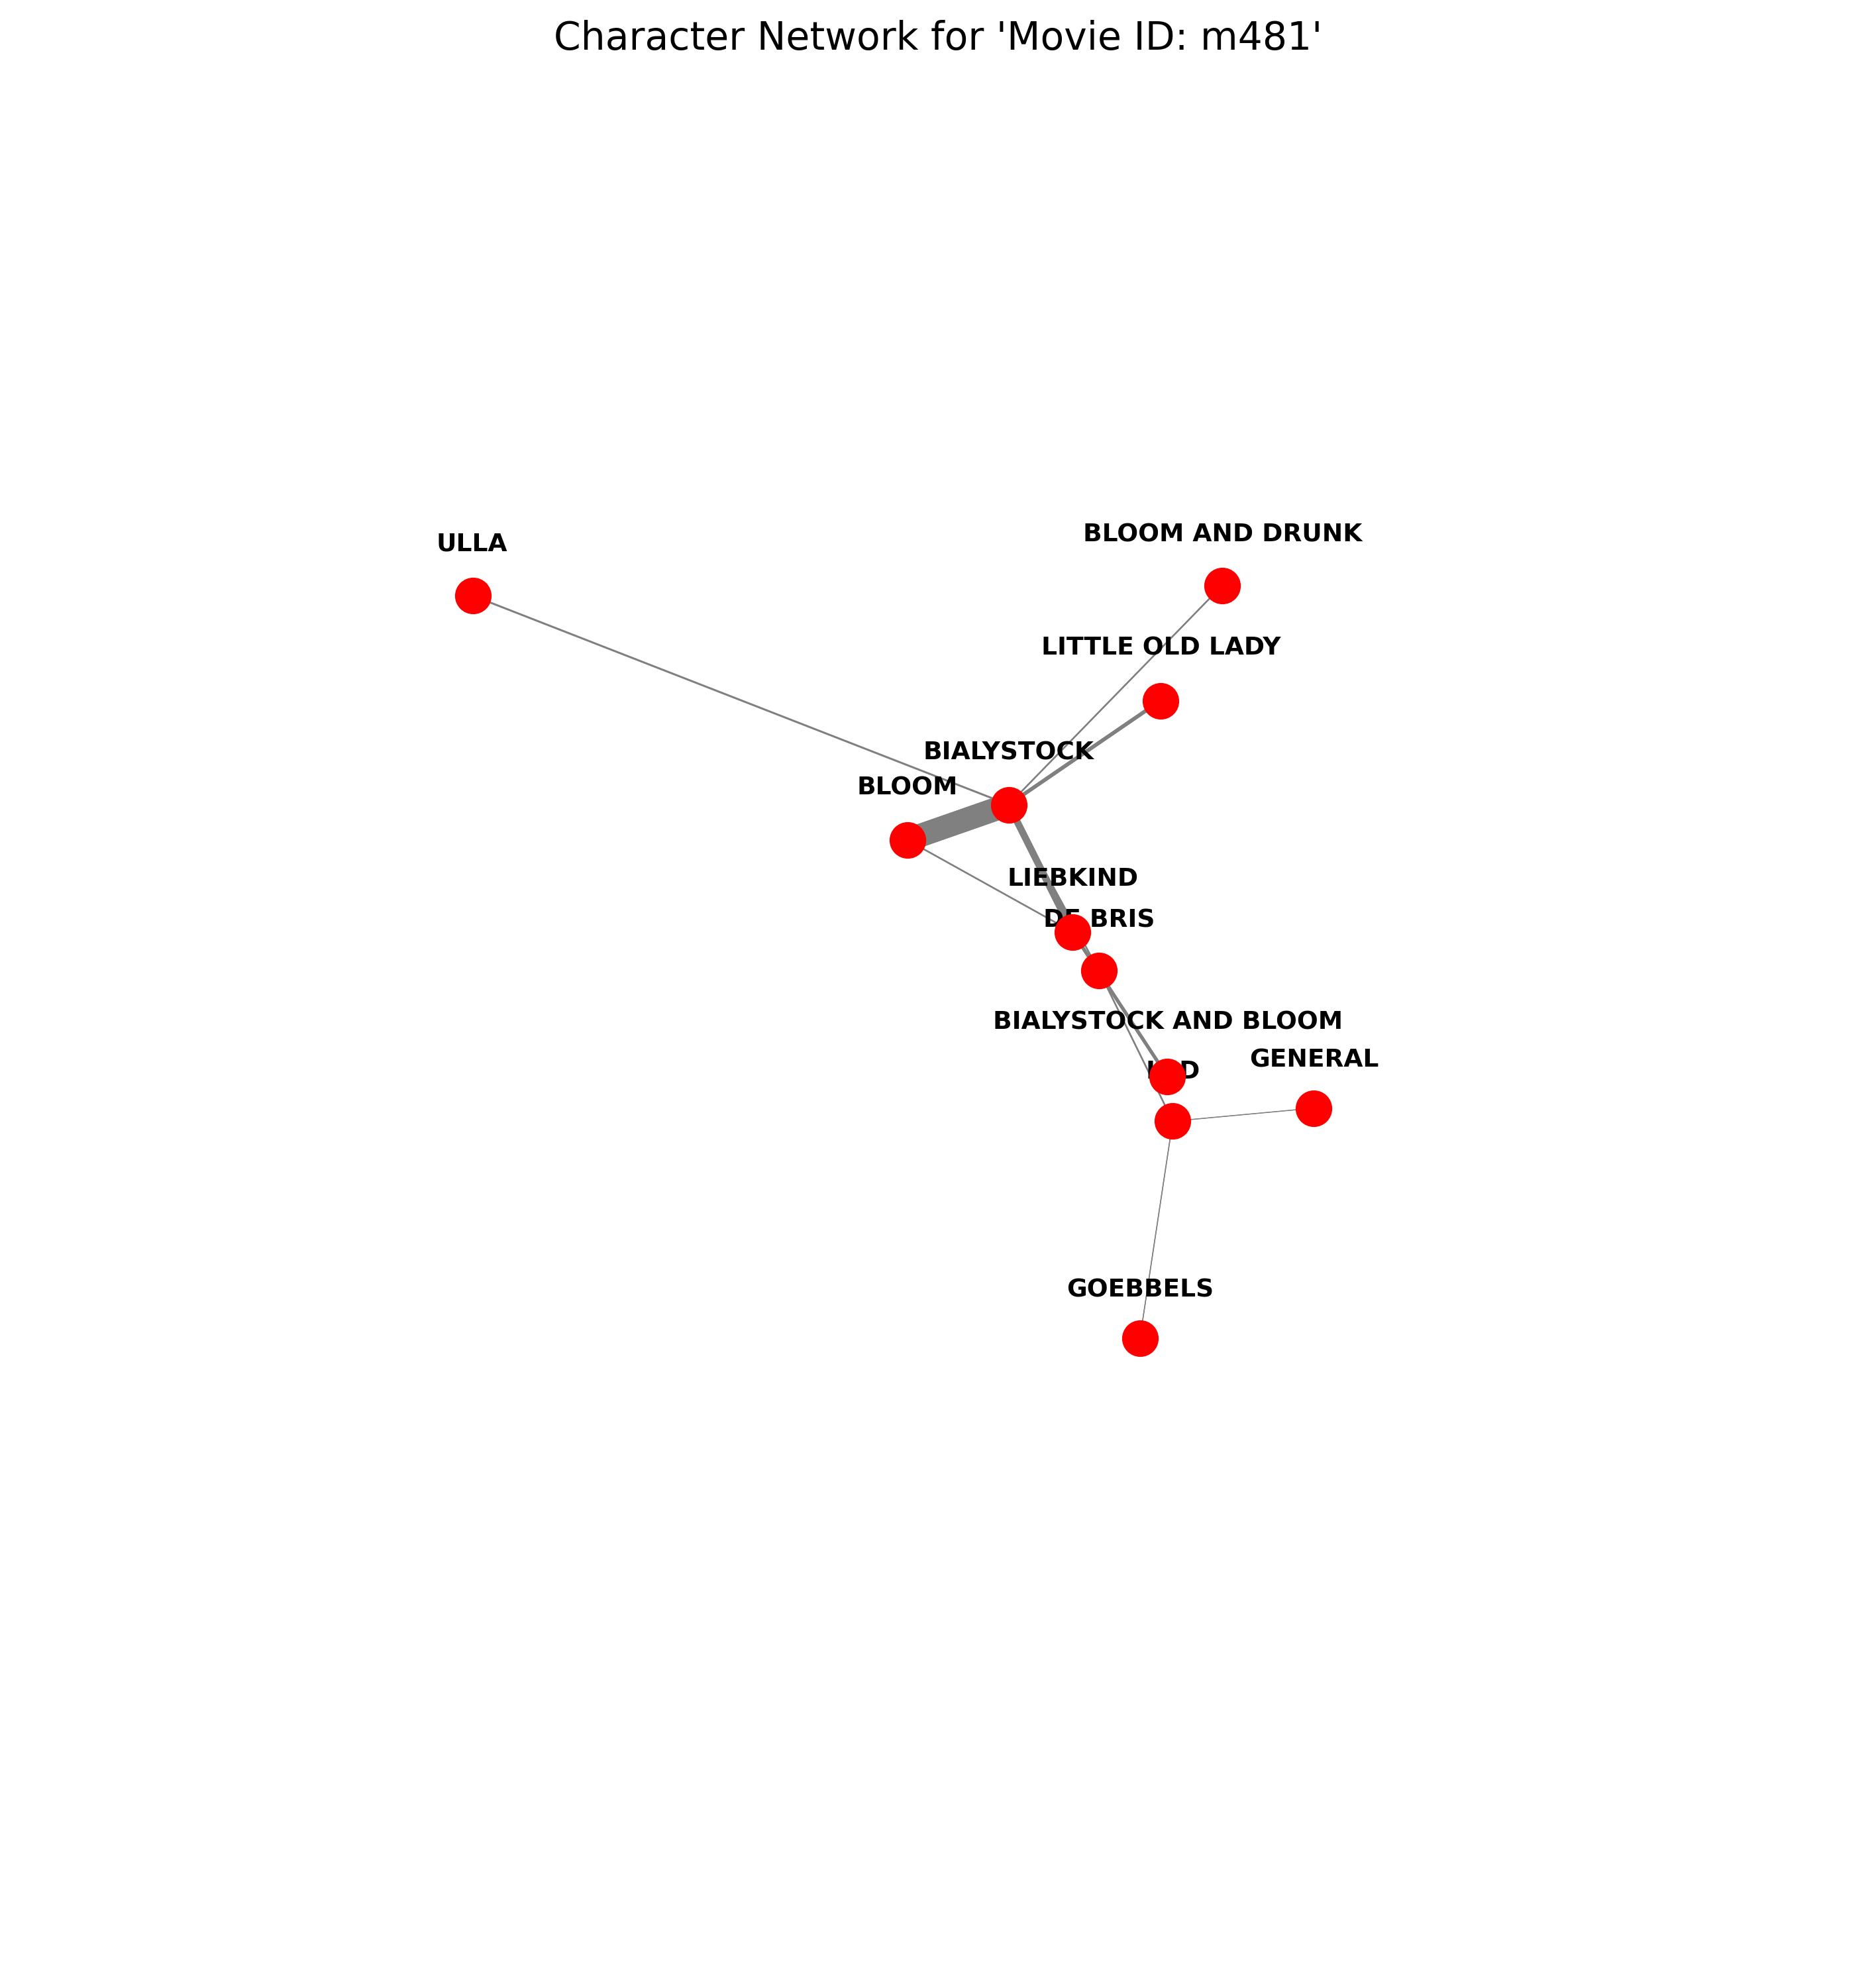 Character Network for 'Movie ID: m481'
BLOOM AND DRUNK
ULLA
LITTLE OLD LADY
BIALYSTOCK
BLOOM
LIEBKIND
DE BRIS
BIALYSTOCK AND BLOOM
GENERAL
GOEBBELS